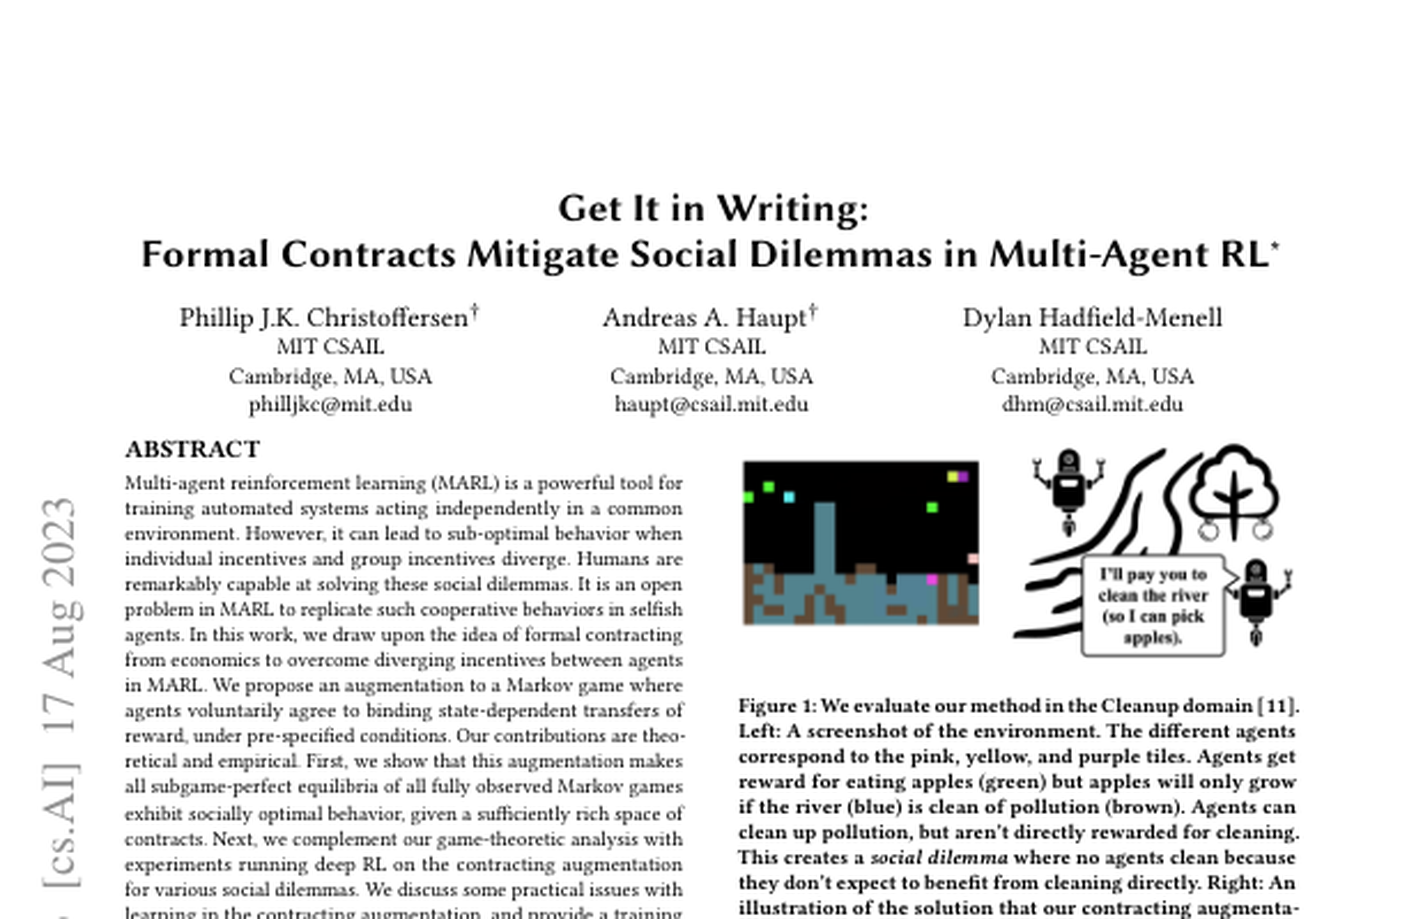 Get It in Writing:
Formal Contracts Mitigate Social Dilemmas in Multi-Agent RL*
Phillip J.K. Christoffersen†
MIT CSAIL
Cambridge, MA, USA
philljkc@mit.edu
Andreas A. Haupt†
MIT CSAIL
Cambridge, MA, USA
haupt@csail.mit.edu
Dylan Hadfield-Menell
MIT CSAIL
Cambridge, MA, USA
dhm@csail.mit.edu
[cs.AI] 17 Aug 2023
ABSTRACT
Multi-agent reinforcement learning (MARL) is a powerful tool for
training automated systems acting independently in a common
environment. However, it can lead to sub-optimal behavior when
individual incentives and group incentives diverge. Humans are
remarkably capable at solving these social dilemmas. It is an open
problem in MARL to replicate such cooperative behaviors in selfish
agents. In this work, we draw upon the idea of formal contracting
from economics to overcome diverging incentives between agents
in MARL. We propose an augmentation to a Markov game where
agents voluntarily agree to binding state-dependent transfers of
reward, under pre-specified conditions. Our contributions are theo-
retical and empirical. First, we show that this augmentation makes
all subgame-perfect equilibria of all fully observed Markov games
exhibit socially optimal behavior, given a sufficiently rich space of
contracts. Next, we complement our game-theoretic analysis with
experiments running deep RL on the contracting augmentation
for various social dilemmas. We discuss some practical issues with
learning in the contracting augmentation, and provide a training
I'll pay you to
clean the river
(so I can pick
apples).
Figure 1: We evaluate our method in the Cleanup domain [11].
Left: A screenshot of the environment. The different agents
correspond to the pink, yellow, and purple tiles. Agents get
reward for eating apples (green) but apples will only grow
if the river (blue) is clean of pollution (brown). Agents can
clean up pollution, but aren't directly rewarded for cleaning.
This creates a social dilemma where no agents clean because
they don't expect to benefit from cleaning directly. Right: An
illustration of the solution that our contracting augmenta-